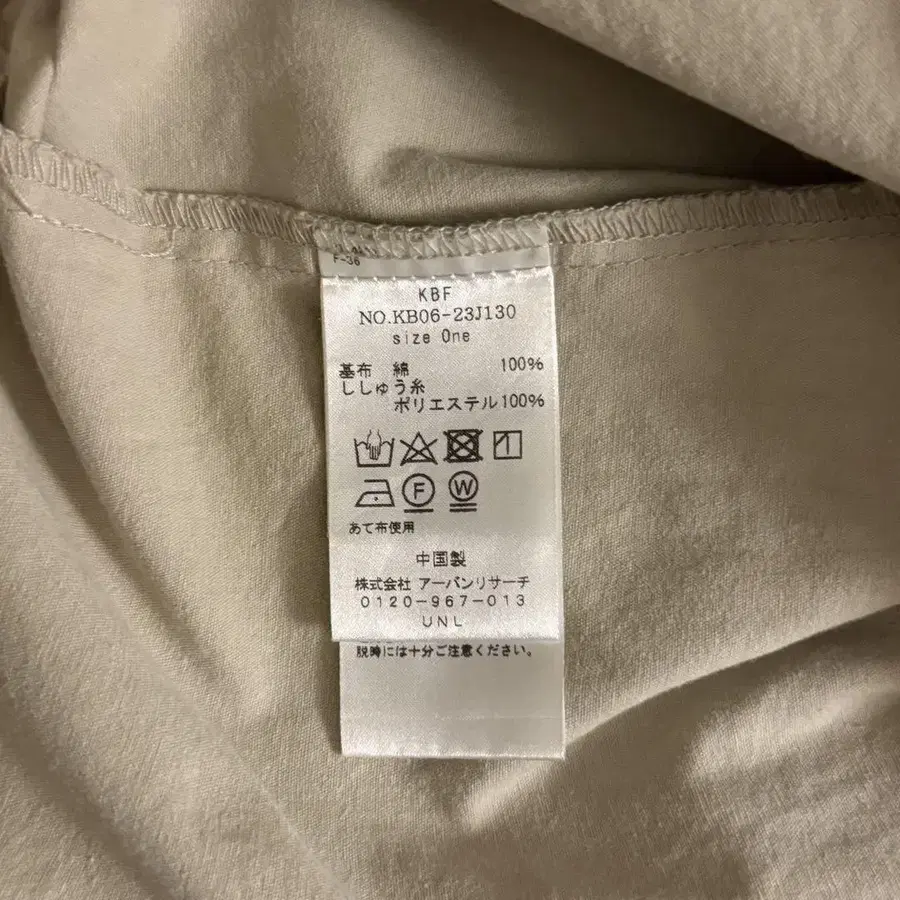 F-36
KBF
NO.KB06-23J130
size One
基布 綿 100%
ししゅう糸
ポリエステル100%
F W
あて布使用
中国製
株式会社 アーバンリサーチ
0120-967-013
UNL
脱時には十分ご注意ください。